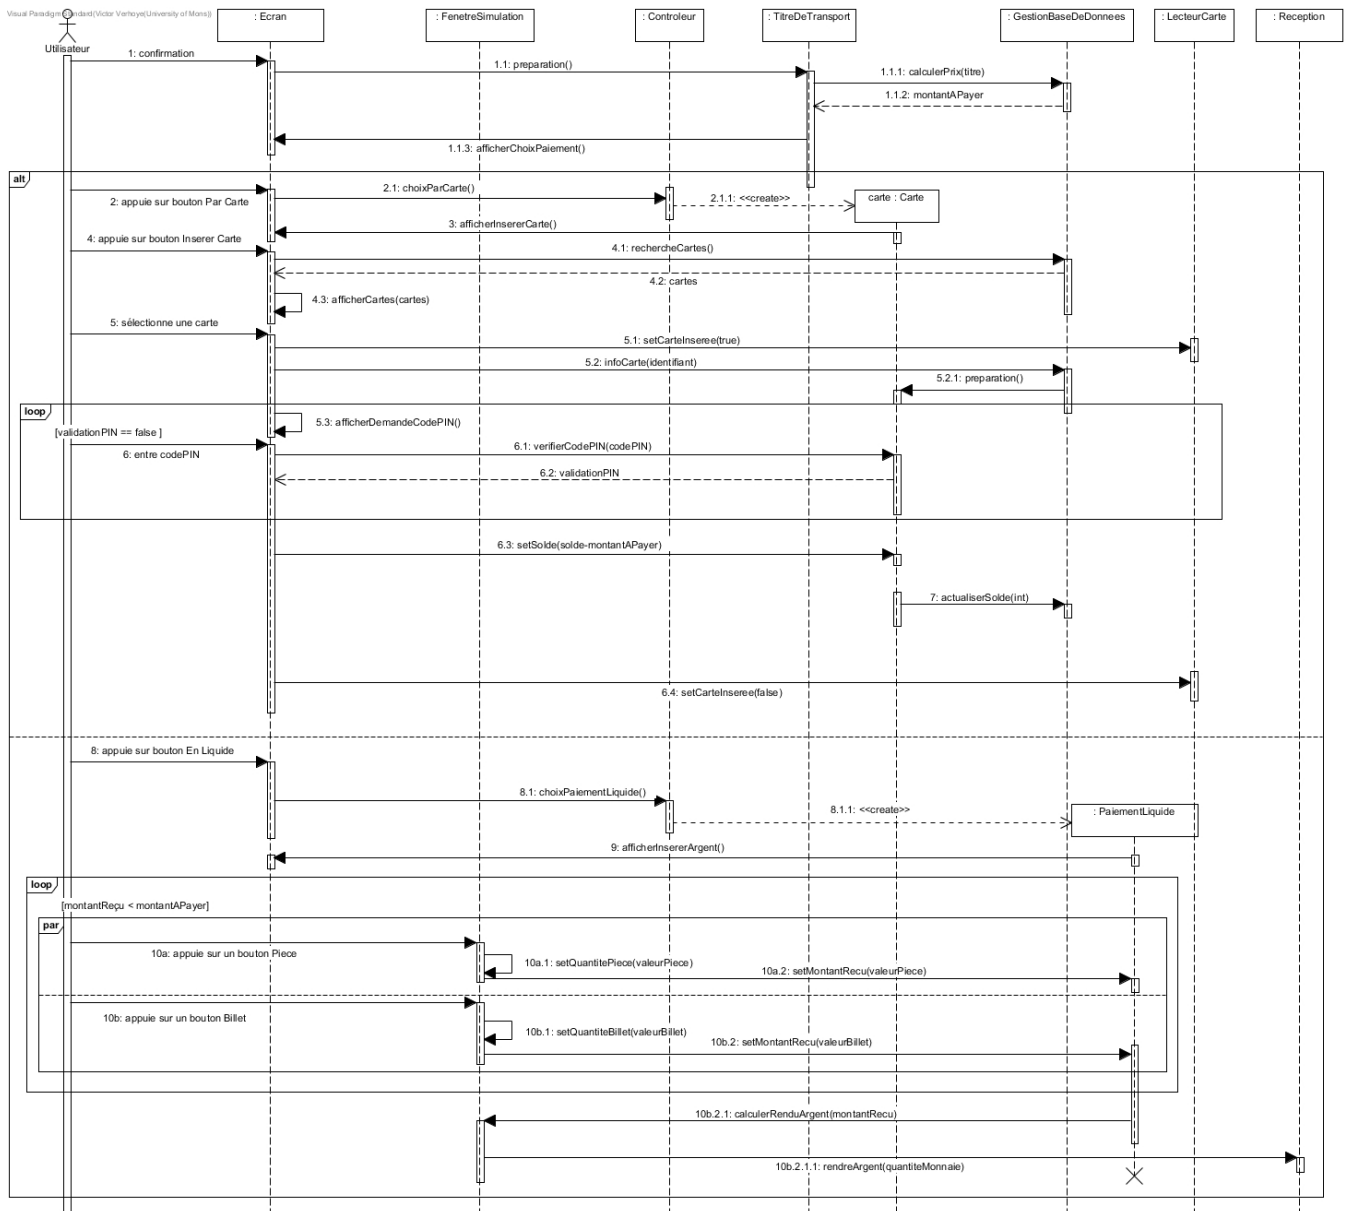 Visual Paradigm Standard(Victor Verhoye(University of Mons))
Utilisateur
: Ecran
: FenetreSimulation
: Controleur
: TitreDeTransport
: GestionBaseDeDonnees
: LecteurCarte
: Reception
1: confirmation
1.1: preparation()
1.1.1: calculerPrix(titre)
1.1.2: montantAPayer
1.1.3: afficherChoixPaiement()
alt
2: appuie sur bouton Par Carte
2.1: choixParCarte()
2.1.1: <<create>>
carte : Carte
3: afficherInsererCarte()
4: appuie sur bouton Inserer Carte
4.1: rechercheCartes()
4.2: cartes
4.3: afficherCartes(cartes)
5: sélectionne une carte
5.1: setCarteInseree(true)
5.2: infoCarte(identifiant)
5.2.1: preparation()
loop
[validationPIN == false ]
5.3: afficherDemandeCodePIN()
6: entre codePIN
6.1: verifierCodePIN(codePIN)
6.2: validationPIN
6.3: setSolde(solde-montantAPayer)
7: actualiserSolde(int)
6.4: setCarteInseree(false)
8: appuie sur bouton En Liquide
8.1: choixPaiementLiquide()
8.1.1: <<create>>
: PaiementLiquide
9: afficherInsererArgent()
loop
[montantReçu < montantAPayer]
par
10a: appuie sur un bouton Piece
10a.1: setQuantitePiece(valeurPiece)
10a.2: setMontantRecu(valeurPiece)
10b: appuie sur un bouton Billet
10b.1: setQuantiteBillet(valeurBillet)
10b.2: setMontantRecu(valeurBillet)
10b.2.1: calculerRenduArgent(montantRecu)
10b.2.1.1: rendreArgent(quantiteMonnaie)